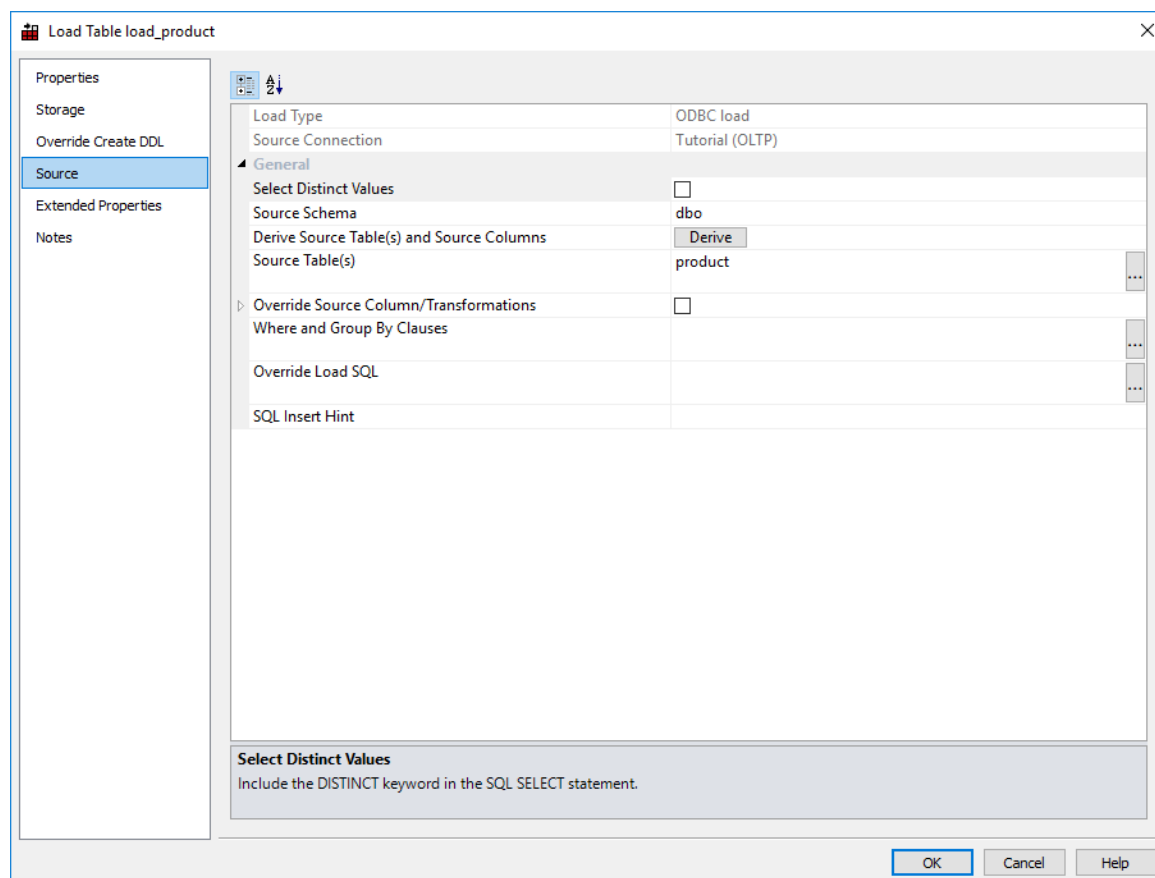 Load Table load_product
Properties
Storage
Override Create DDL
Source
Extended Properties
Notes
Load Type ODBC load
Source Connection Tutorial (OLTP)
General
Select Distinct Values
Source Schema dbo
Derive Source Table(s) and Source Columns Derive
Source Table(s) product
...
Override Source Column/Transformations
Where and Group By Clauses
...
Override Load SQL
...
SQL Insert Hint
Select Distinct Values
Include the DISTINCT keyword in the SQL SELECT statement.
OK Cancel Help